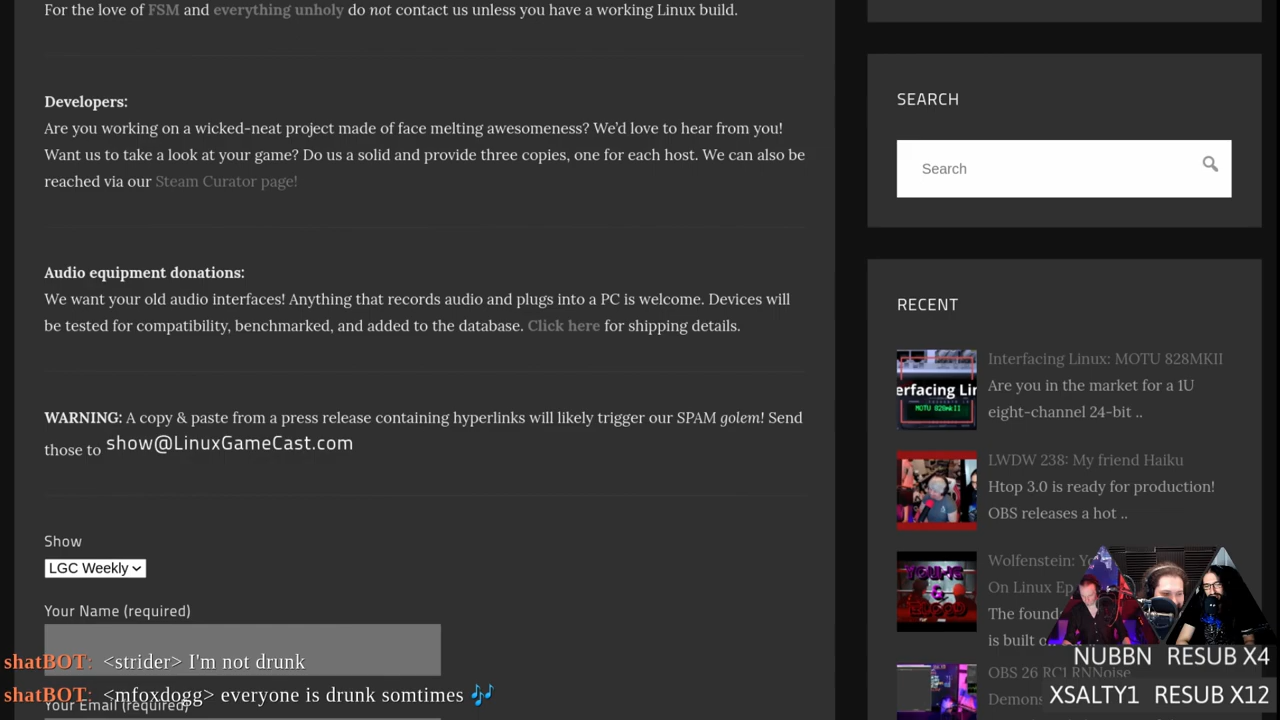 For the love of FSM and everything unholy do not contact us unless you have a working Linux build.
Developers:
Are you working on a wicked-neat project made of face melting awesomeness? We'd love to hear from you!
Want us to take a look at your game? Do us a solid and provide three copies, one for each host. We can also be
reached via our Steam Curator page!
Audio equipment donations:
We want your old audio interfaces! Anything that records audio and plugs into a PC is welcome. Devices will
be tested for compatibility, benchmarked, and added to the database. Click here for shipping details.
WARNING: A copy & paste from a press release containing hyperlinks will likely trigger our SPAM golem! Send
those to show@LinuxGameCast.com
Show
LGC Weekly
Your Name (required)
shatBOT: <strider> I'm not drunk
shatBOT: <mfoxdogg> everyone is drunk somtimes 🎶
Your Email (required)
SEARCH
Search
RECENT
Interfacing Linux: MOTU 828MKII
Are you in the market for a 1U
eight-channel 24-bit ..
LWDW 238: My friend Haiku
Htop 3.0 is ready for production!
OBS releases a hot ..
Wolfenstein:
On Linux Ep
The
is built
OBS 26 RC1 RNNoise
NUBBN RESUB X4
XSALTY1 RESUB X12